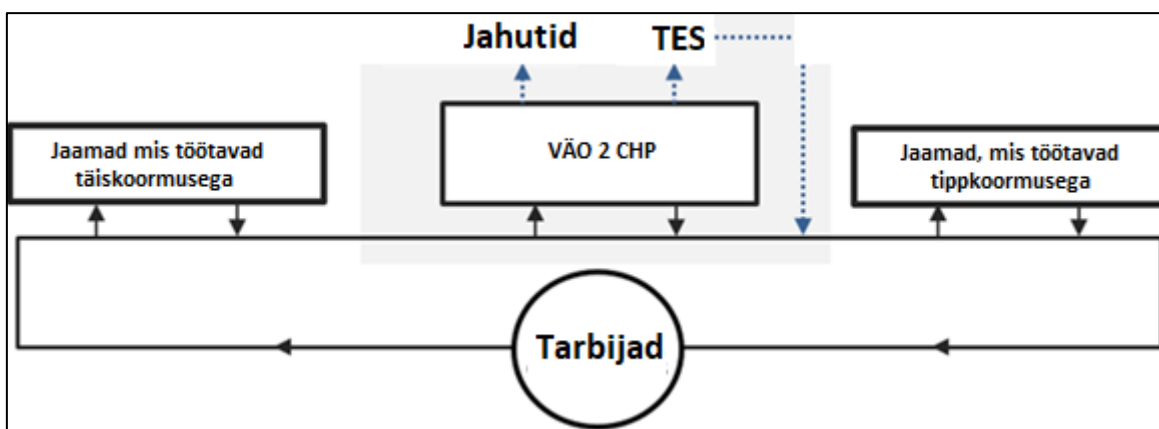 Jahutid
TES
Jaamad mis töötavad
täiskoormusega
VÄO 2 CHP
Jaamad, mis töötavad
tippkoormusega
Tarbijad